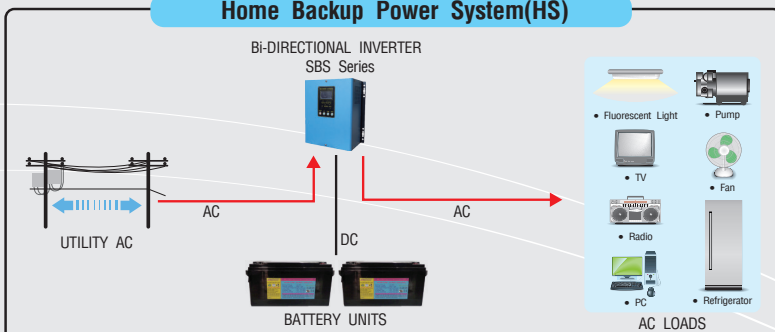 Home Backup Power System(HS)
Bi-DIRECTIONAL INVERTER
SBS Series
• Fluorescent Light
• Pump
• TV
• Fan
• Radio
• PC
• Refrigerator
AC LOADS
AC
AC
UTILITY AC
DC
BATTERY UNITS